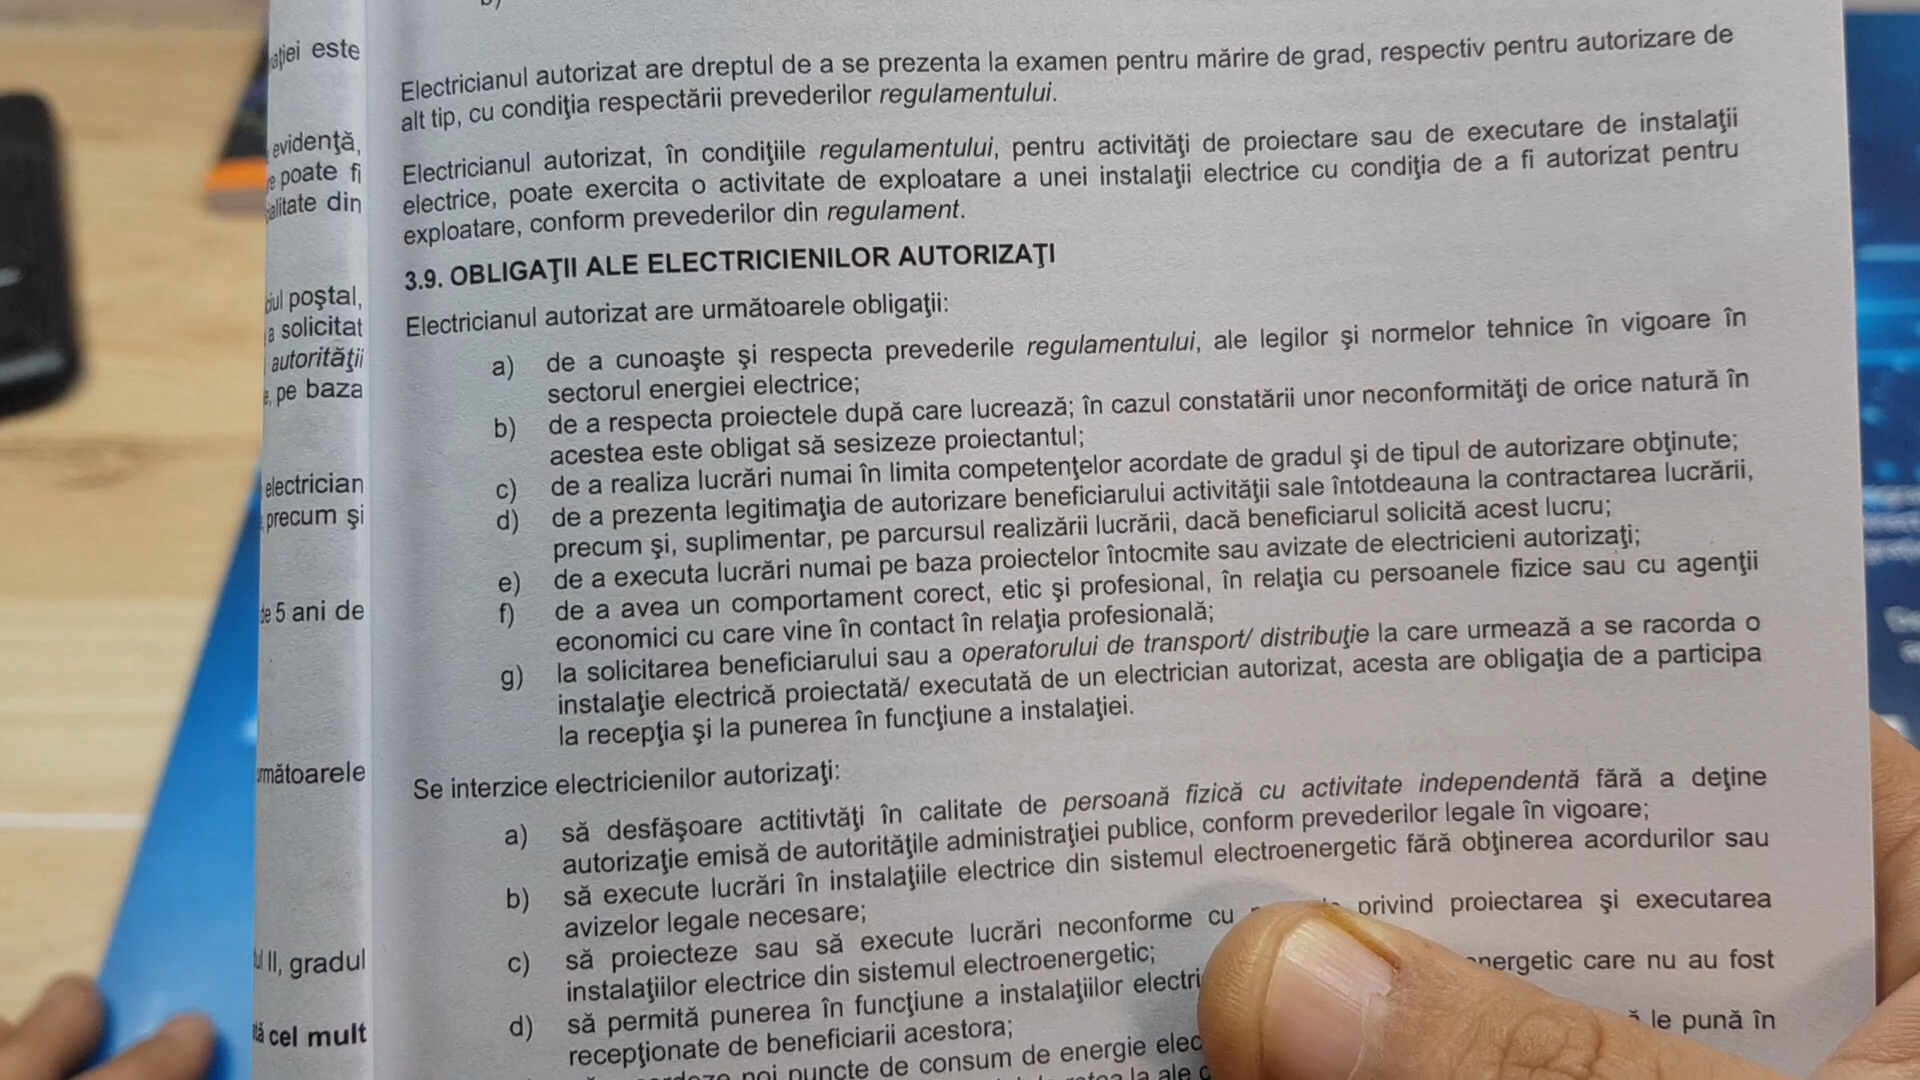 este
evidenţă,
poate fi
din
poştal,
a solicitat
autorităţii
pe baza
electrician
precum şi
de 5 ani de
următoarele
II, gradul
cel mult
b)
Electricianul autorizat are dreptul de a se prezenta la examen pentru mărire de grad, respectiv pentru autorizare de
alt tip, cu condiţia respectării prevederilor regulamentului.
Electricianul autorizat, în condiţiile regulamentului, pentru activităţi de proiectare sau de executare de instalaţii
electrice, poate exercita o activitate de exploatare a unei instalaţii electrice cu condiţia de a fi autorizat pentru
exploatare, conform prevederilor din regulament.
3.9. OBLIGAŢII ALE ELECTRICIENILOR AUTORIZAŢI
Electricianul autorizat are următoarele obligaţii:
a) de a cunoaşte şi respecta prevederile regulamentului, ale legilor şi normelor tehnice în vigoare în
sectorul energiei electrice;
b) de a respecta proiectele după care lucrează; în cazul constatării unor neconformităţi de orice natură în
acestea este obligat să sesizeze proiectantul;
c) de a realiza lucrări numai în limita competenţelor acordate de gradul şi de tipul de autorizare obţinute;
d) de a prezenta legitimaţia de autorizare beneficiarului activităţii sale întotdeauna la contractarea lucrării,
precum şi, suplimentar, pe parcursul realizării lucrării, dacă beneficiarul solicită acest lucru;
e) de a executa lucrări numai pe baza proiectelor întocmite sau avizate de electricieni autorizaţi;
f) de a avea un comportament corect, etic şi profesional, în relaţia cu persoanele fizice sau cu agenţii
economici cu care vine în contact în relaţia profesională;
g) la solicitarea beneficiarului sau a operatorului de transport/ distribuţie la care urmează a se racorda o
instalaţie electrică proiectată/ executată de un electrician autorizat, acesta are obligaţia de a participa
la recepţia şi la punerea în funcţiune a instalaţiei.
Se interzice electricienilor autorizaţi:
a) să desfăşoare actitivtăţi în calitate de persoană fizică cu activitate independentă fără a deţine
autorizaţie emisă de autorităţile administraţiei publice, conform prevederilor legale în vigoare;
b) să execute lucrări în instalaţiile electrice din sistemul electroenergetic fără obţinerea acordurilor sau
avizelor legale necesare;
c) să proiecteze sau să execute lucrări neconforme cu privind proiectarea şi executarea
instalaţiilor electrice din sistemul electroenergetic;
d) să permită punerea în funcţiune a instalaţiilor care nu au fost
recepţionate de beneficiarii acestora;
noi puncte de consum de energie le pună în
la ale